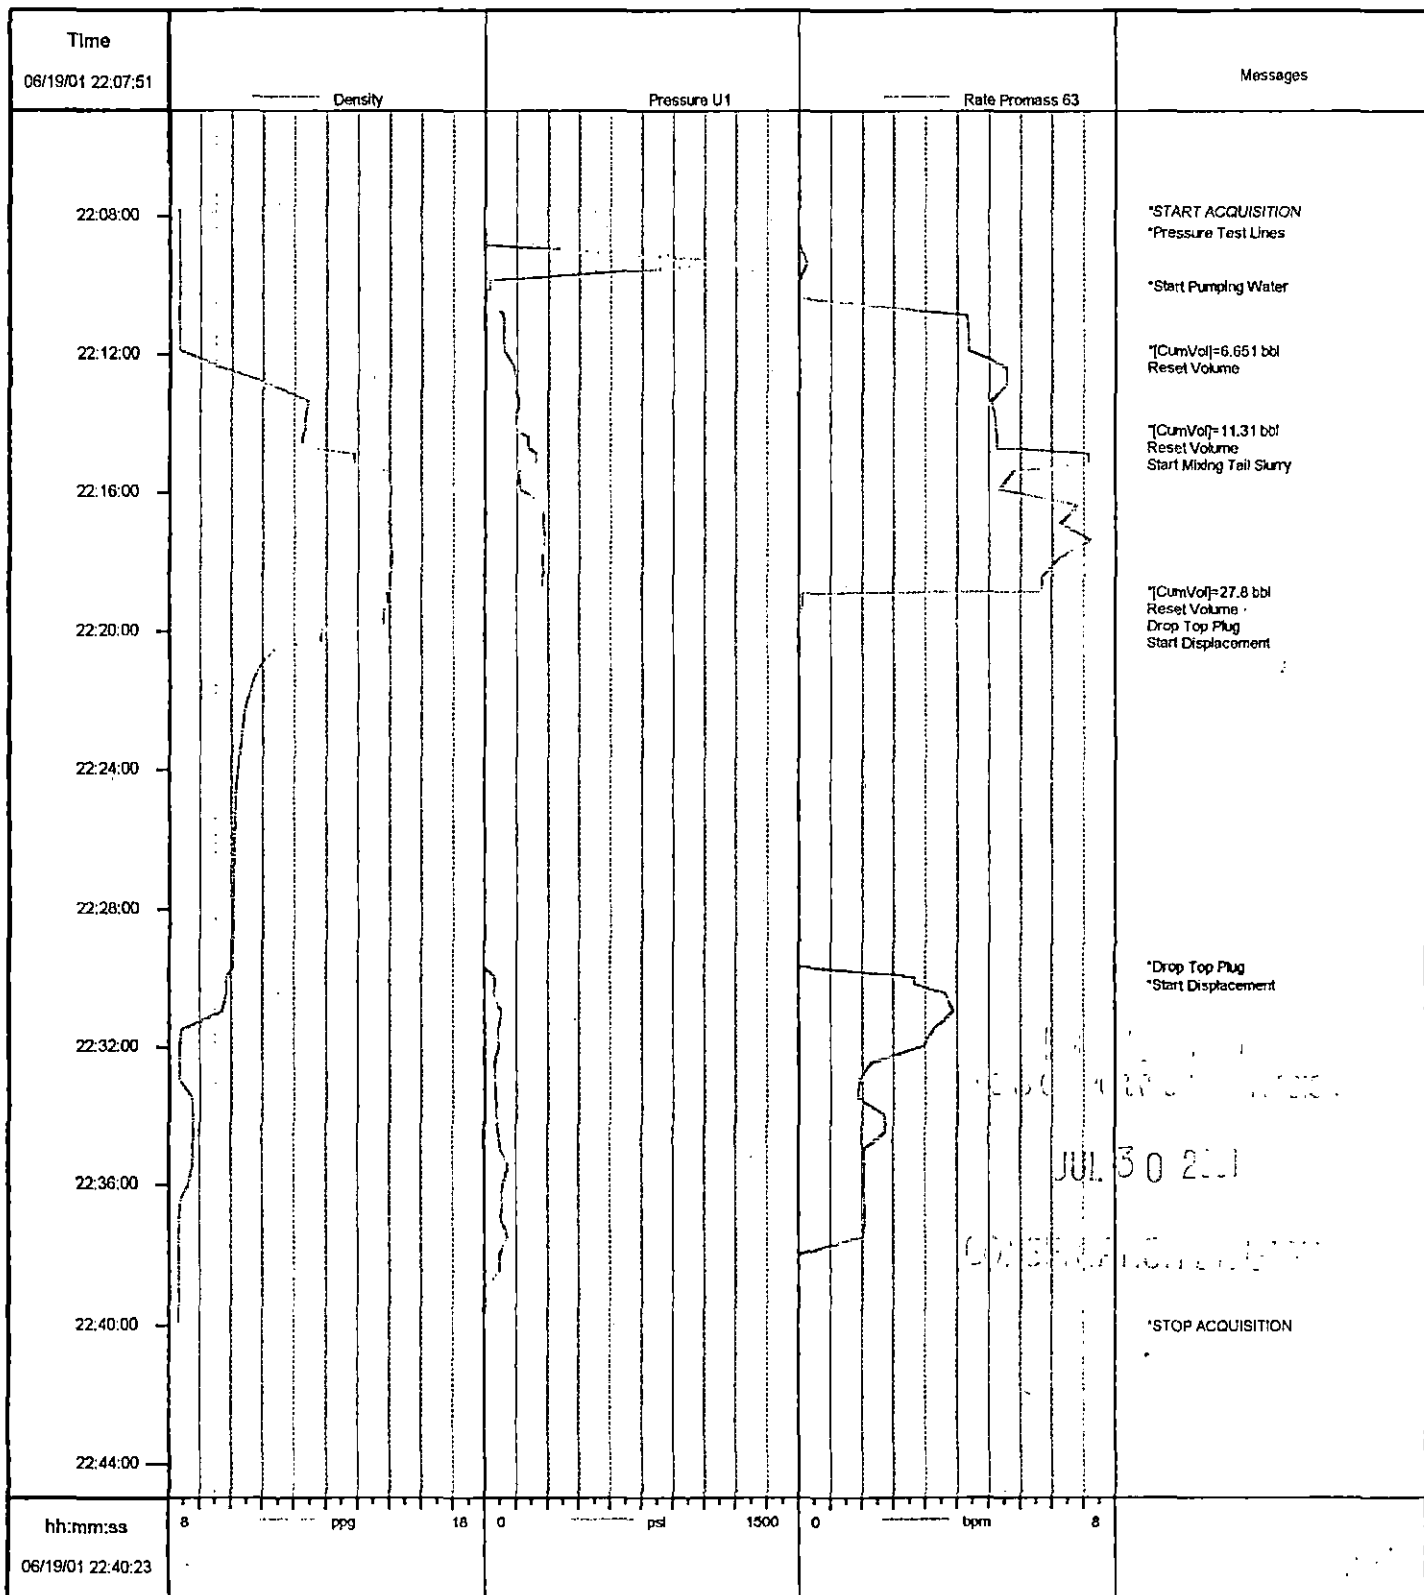 Time
06/19/01 22:07:51
Density
Pressure U1
Rate Promass 63
Messages
22:08:00
*START ACQUISITION
*Pressure Test Lines
*Start Pumping Water
22:12:00
*[CumVol]=6.651 bbl
Reset Volume
*[CumVol]=11.31 bbl
Reset Volume
Start Mixing Tail Slurry
22:16:00
*[CumVol]=27.8 bbl
Reset Volume
Drop Top Plug
Start Displacement
22:20:00
22:24:00
22:28:00
*Drop Top Plug
*Start Displacement
22:32:00
JUL 30
22:36:00
22:40:00
*STOP ACQUISITION
22:44:00
hh:mm:ss
8 ppg 18
0 psi 1500
0 bpm 8
06/19/01 22:40:23